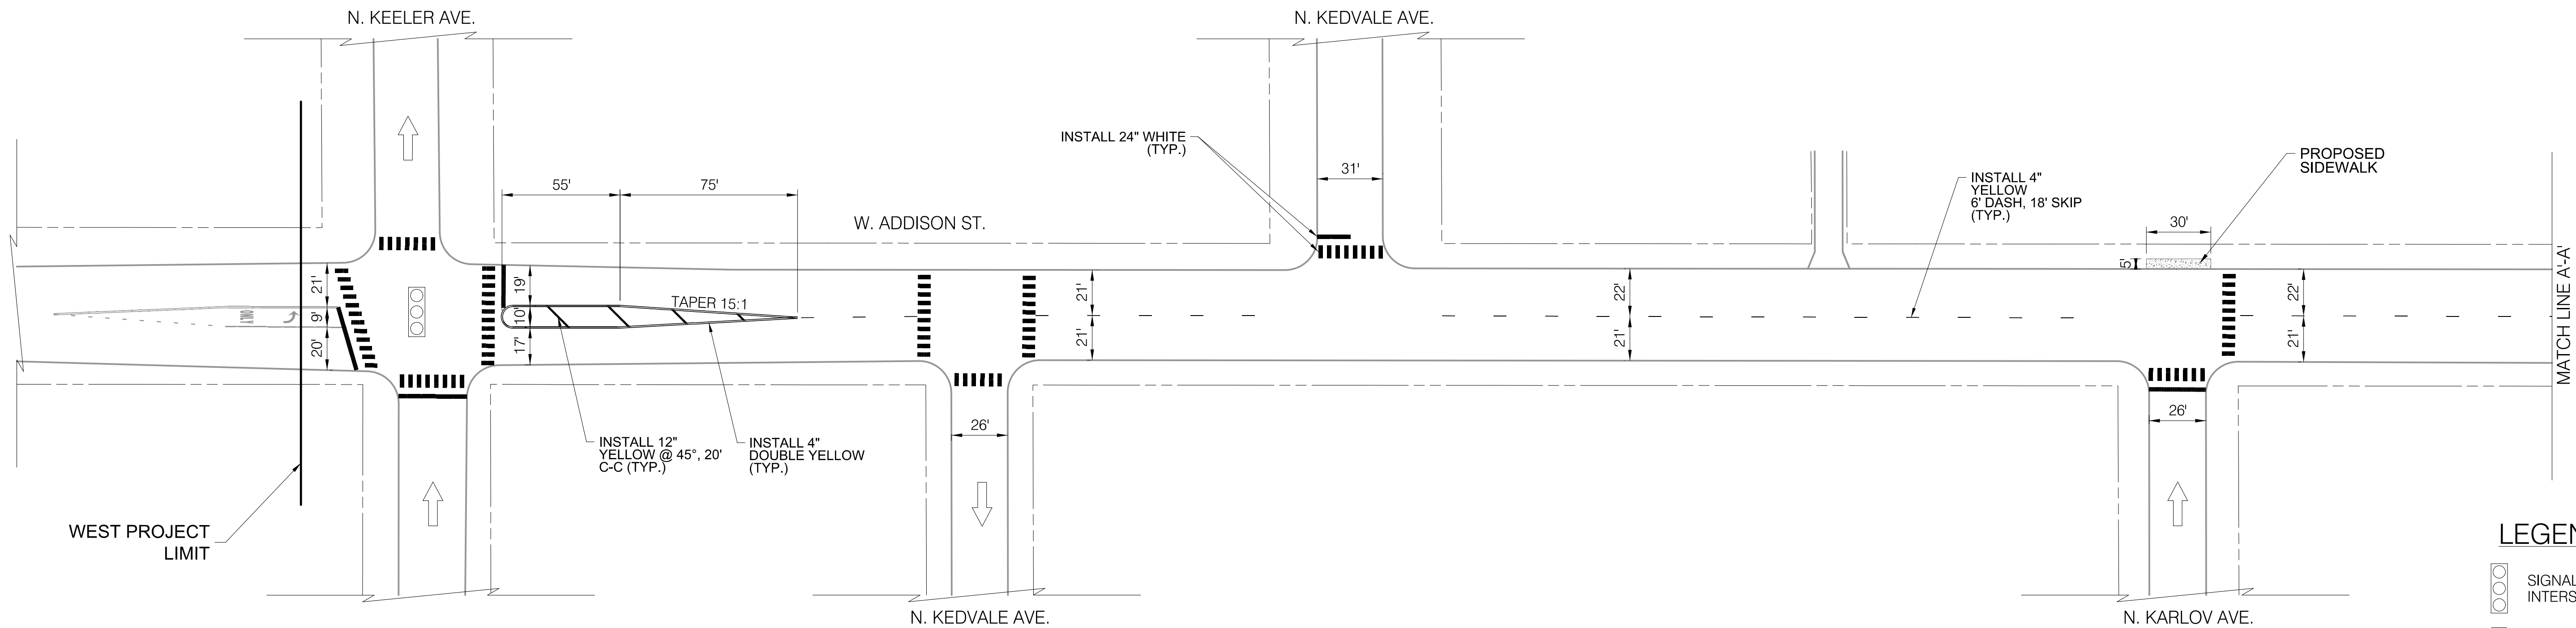 N. KEELER AVE.
N. KEDVALE AVE.
INSTALL 24" WHITE
(TYP.)
31'
PROPOSED
SIDEWALK
INSTALL 4"
YELLOW
6' DASH, 18' SKIP
(TYP.)
55'
75'
W. ADDISON ST.
30'
5'
MATCH LINE A-A'
21'
9'
20'
ONLY
19'
10'
17'
TAPER 15:1
21'
21'
22'
21'
22'
21'
INSTALL 12"
YELLOW @ 45°, 20'
C-C (TYP.)
INSTALL 4"
DOUBLE YELLOW
(TYP.)
26'
26'
WEST PROJECT
LIMIT
N. KEDVALE AVE.
N. KARLOV AVE.
LEGEN
SIGNAL
INTERS